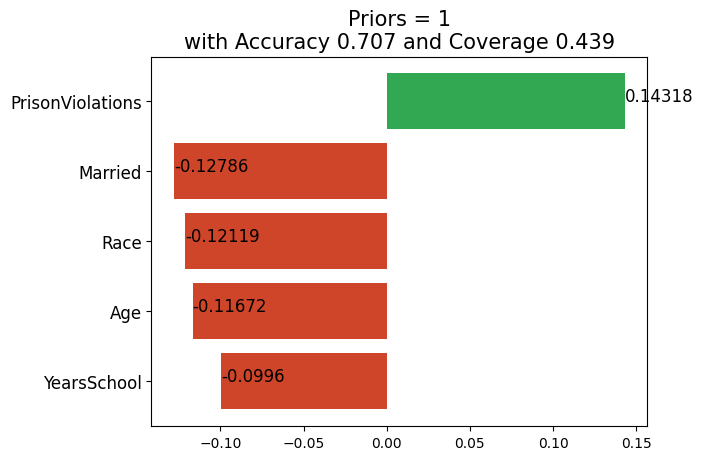 Priors = 1
with Accuracy 0.707 and Coverage 0.439
PrisonViolations
0.14318
Married
-0.12786
Race
-0.12119
Age
-0.11672
YearsSchool
-0.0996
−0.10 −0.05 0.00 0.05 0.10 0.15